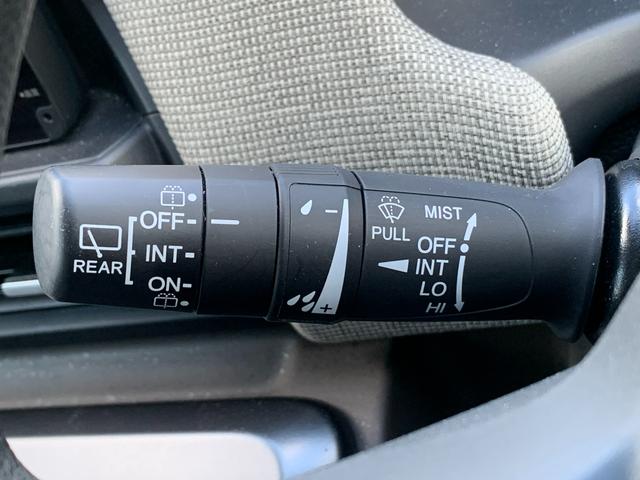 OFF
INT
REAR
ON
-
+
PULL
MIST
OFF
INT
LO
HI